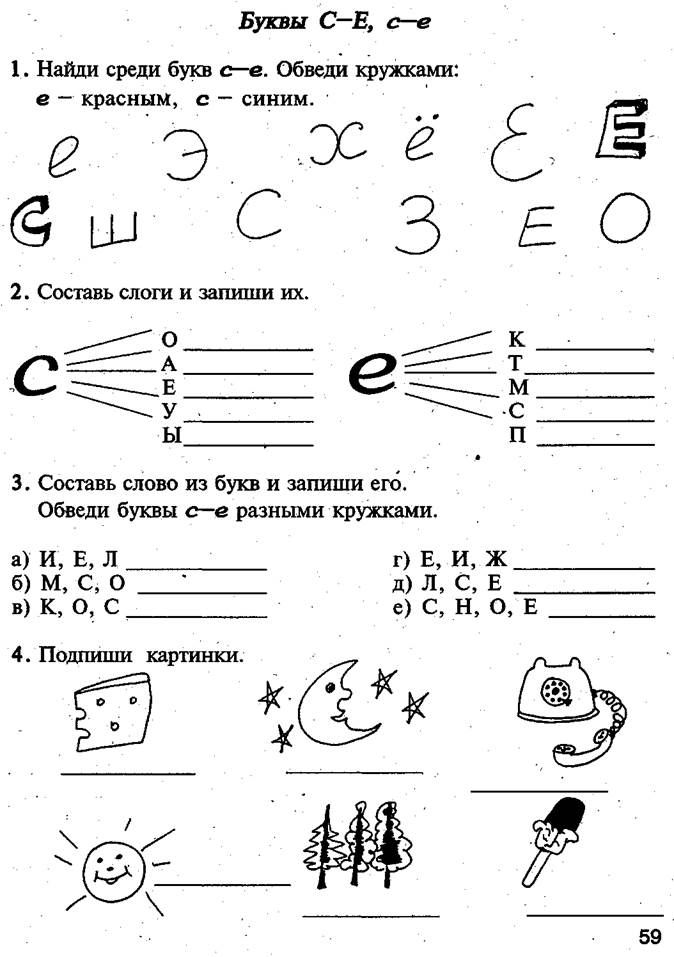 Буквы С—Е, с—е
1. Найди среди букв с—е. Обведи кружками:
е — красным, с — синим.
е э х ё Е Е
С ш С З Е О
2. Составь слоги и запиши их.
с
О
А
Е
У
Ы
е
К
Т
М
С
П
3. Составь слово из букв и запиши его.
Обведи буквы с—е разными кружками.
а) И, Е, Л
г) Е, И, Ж
б) М, С, О
д) Л, С, Е
в) К, О, С
е) С, Н, О, Е
4. Подпиши картинки.
59